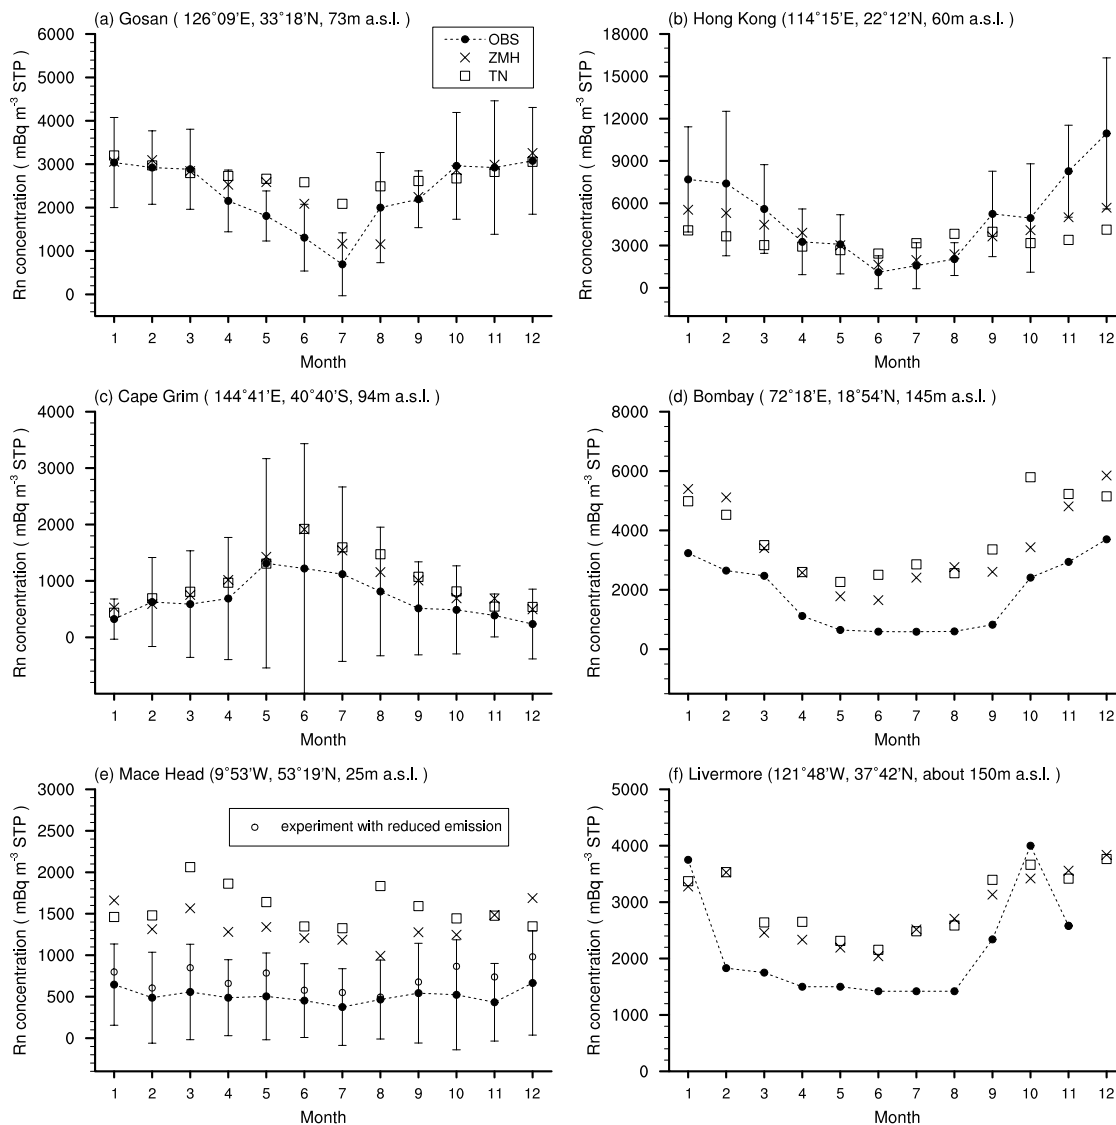 (a) Gosan ( 126°09'E, 33°18'N, 73m a.s.l. )
Rn concentration ( mBq m⁻³ STP )
6000
5000
4000
3000
2000
1000
0
OBS
ZMH
TN
1 2 3 4 5 6 7 8 9 10 11 12
Month
(b) Hong Kong (114°15'E, 22°12'N, 60m a.s.l. )
Rn concentration ( mBq m⁻³ STP )
18000
15000
12000
9000
6000
3000
0
1 2 3 4 5 6 7 8 9 10 11 12
Month
(c) Cape Grim ( 144°41'E, 40°40'S, 94m a.s.l. )
Rn concentration ( mBq m⁻³ STP )
4000
3000
2000
1000
0
1 2 3 4 5 6 7 8 9 10 11 12
Month
(d) Bombay ( 72°18'E, 18°54'N, 145m a.s.l. )
Rn concentration ( mBq m⁻³ STP )
8000
6000
4000
2000
0
1 2 3 4 5 6 7 8 9 10 11 12
Month
(e) Mace Head (9°53'W, 53°19'N, 25m a.s.l. )
Rn concentration ( mBq m⁻³ STP )
3000
2500
2000
1500
1000
500
0
experiment with reduced emission
1 2 3 4 5 6 7 8 9 10 11 12
Month
(f) Livermore (121°48'W, 37°42'N, about 150m a.s.l. )
Rn concentration ( mBq m⁻³ STP )
5000
4000
3000
2000
1000
0
1 2 3 4 5 6 7 8 9 10 11 12
Month